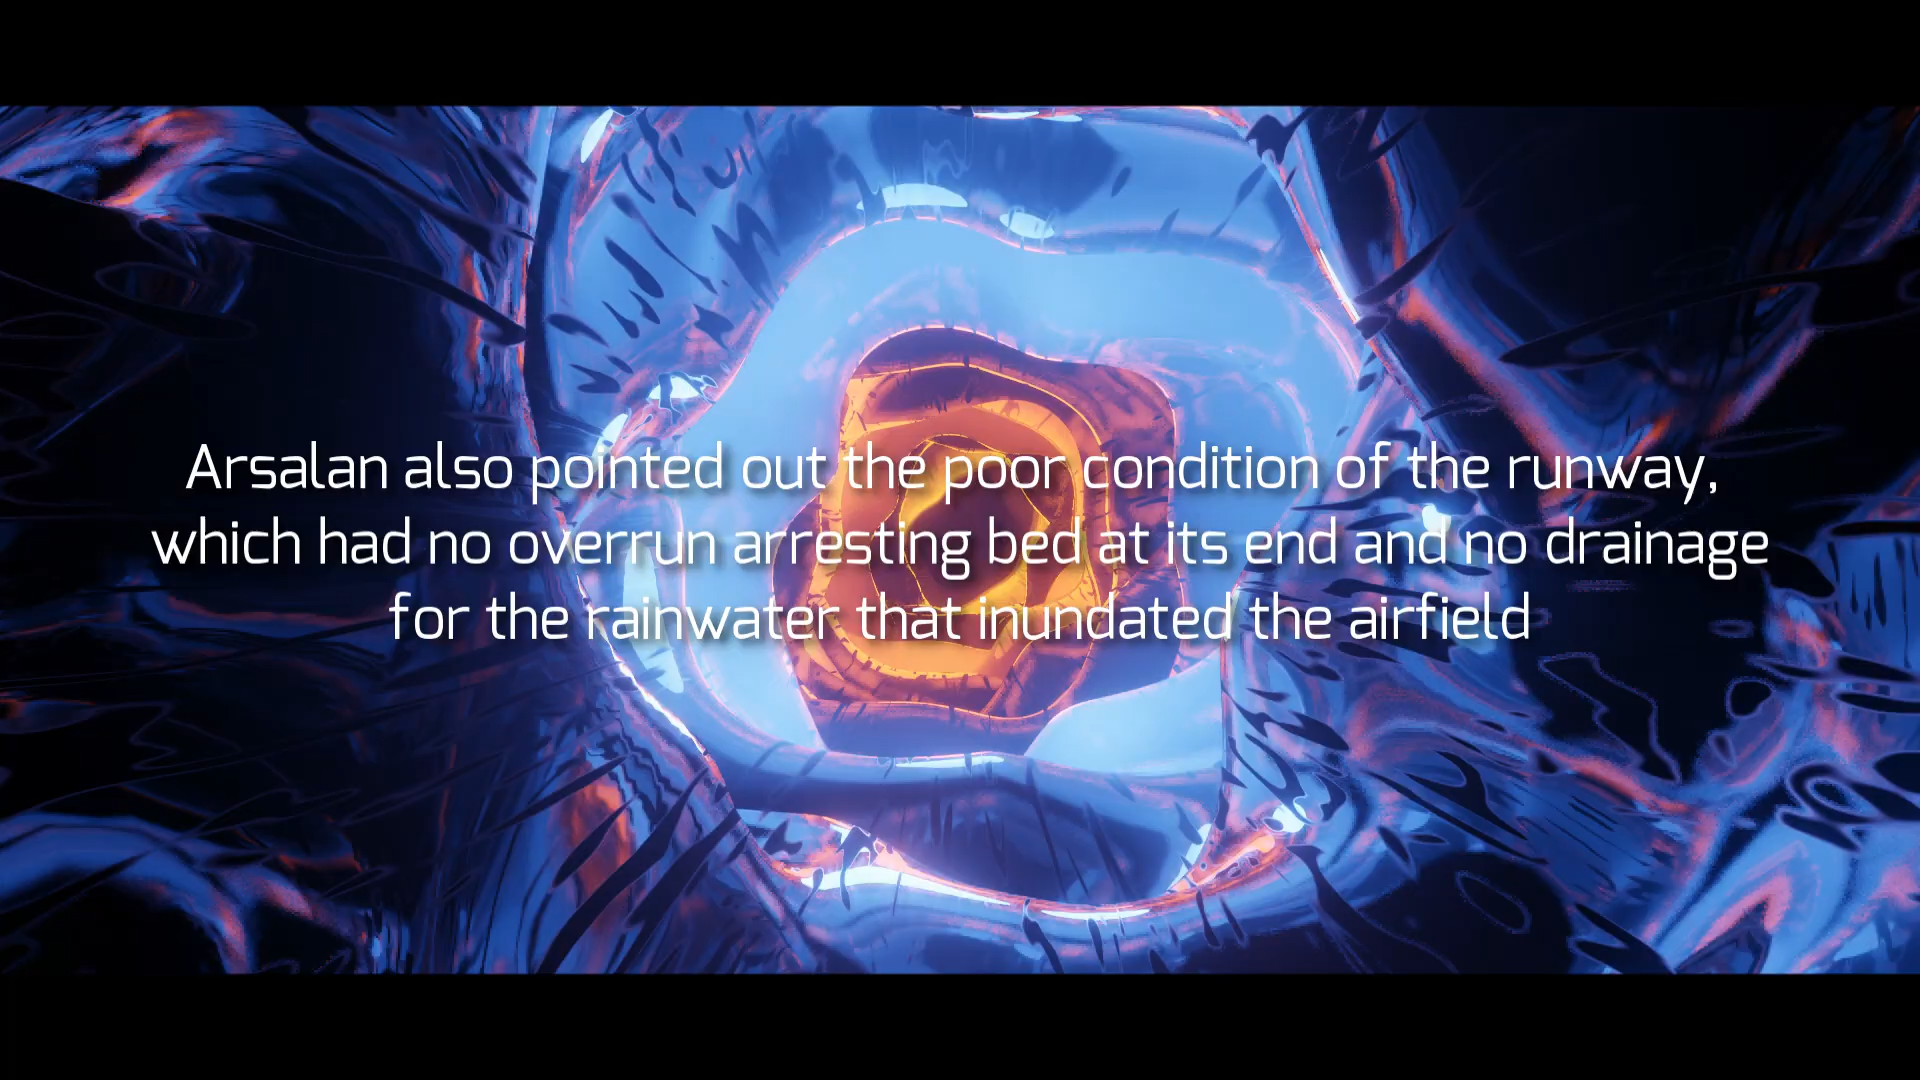 Arsalan also pointed out the poor condition of the runway,
which had no overrun arresting bed at its end and no drainage
for the rainwater that inundated the airfield